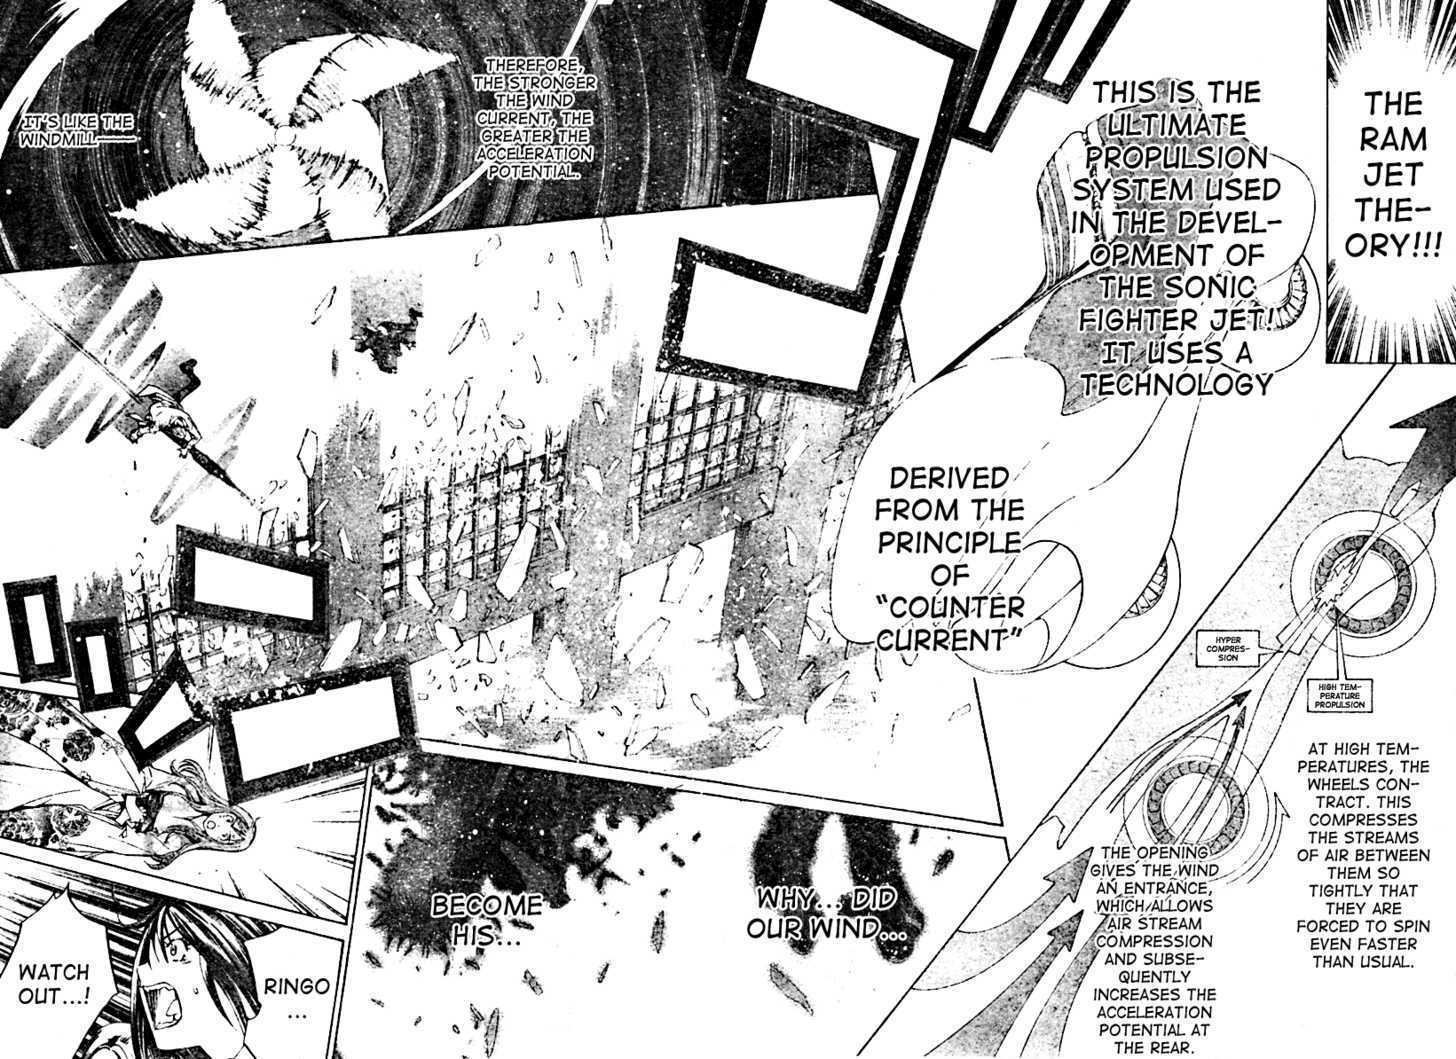 THE
RAM
JET
THE-
ORY!!!
THIS IS THE
ULTIMATE
PROPULSION
SYSTEM USED
IN THE DEVEL-
OPMENT OF
THE SONIC
FIGHTER JET!
IT USES A
TECHNOLOGY
DERIVED
FROM THE
PRINCIPLE
OF
"COUNTER
CURRENT"
HYPER
COMPRES-
SION
HIGH TEM-
PERATURE
PROPULSION
AT HIGH TEM-
PERATURES, THE
WHEELS CON-
TRACT. THIS
COMPRESSES
THE STREAMS
OF AIR BETWEEN
THEM SO
TIGHTLY THAT
THEY ARE
FORCED TO SPIN
EVEN FASTER
THAN USUAL.
THE OPENING
GIVES THE WIND
AN ENTRANCE,
WHICH ALLOWS
AIR STREAM
COMPRESSION
AND SUBSE-
QUENTLY
INCREASES THE
ACCELERATION
POTENTIAL AT
THE REAR.
THEREFORE,
THE STRONGER
THE WIND
CURRENT, THE
GREATER THE
ACCELERATION
POTENTIAL.
IT'S LIKE THE
WINDMILL——
WHY... DID
OUR WIND...
BECOME
HIS...
RINGO
...
WATCH
OUT...!